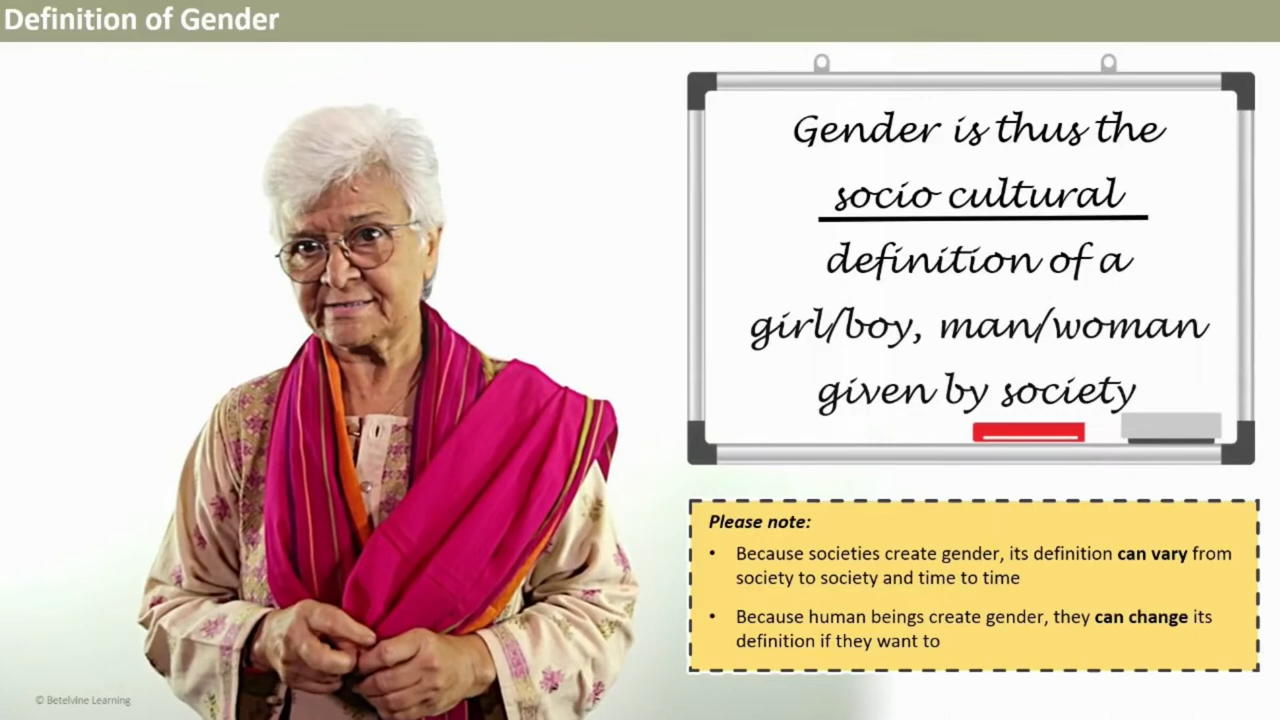 Definition of Gender
Gender is thus the
socio cultural
definition of a
girl/boy, man/woman
given by society
Please note:
• Because societies create gender, its definition can vary from
society to society and time to time
• Because human beings create gender, they can change its
definition if they want to
© Betelvine Learning